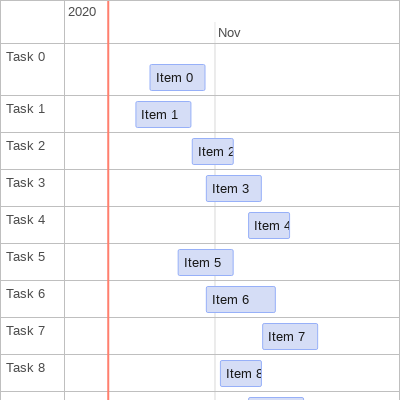 2020
Nov
Task 0
Item 0
Task 1
Item 1
Task 2
Item 2
Task 3
Item 3
Task 4
Item 4
Task 5
Item 5
Task 6
Item 6
Task 7
Item 7
Task 8
Item 8